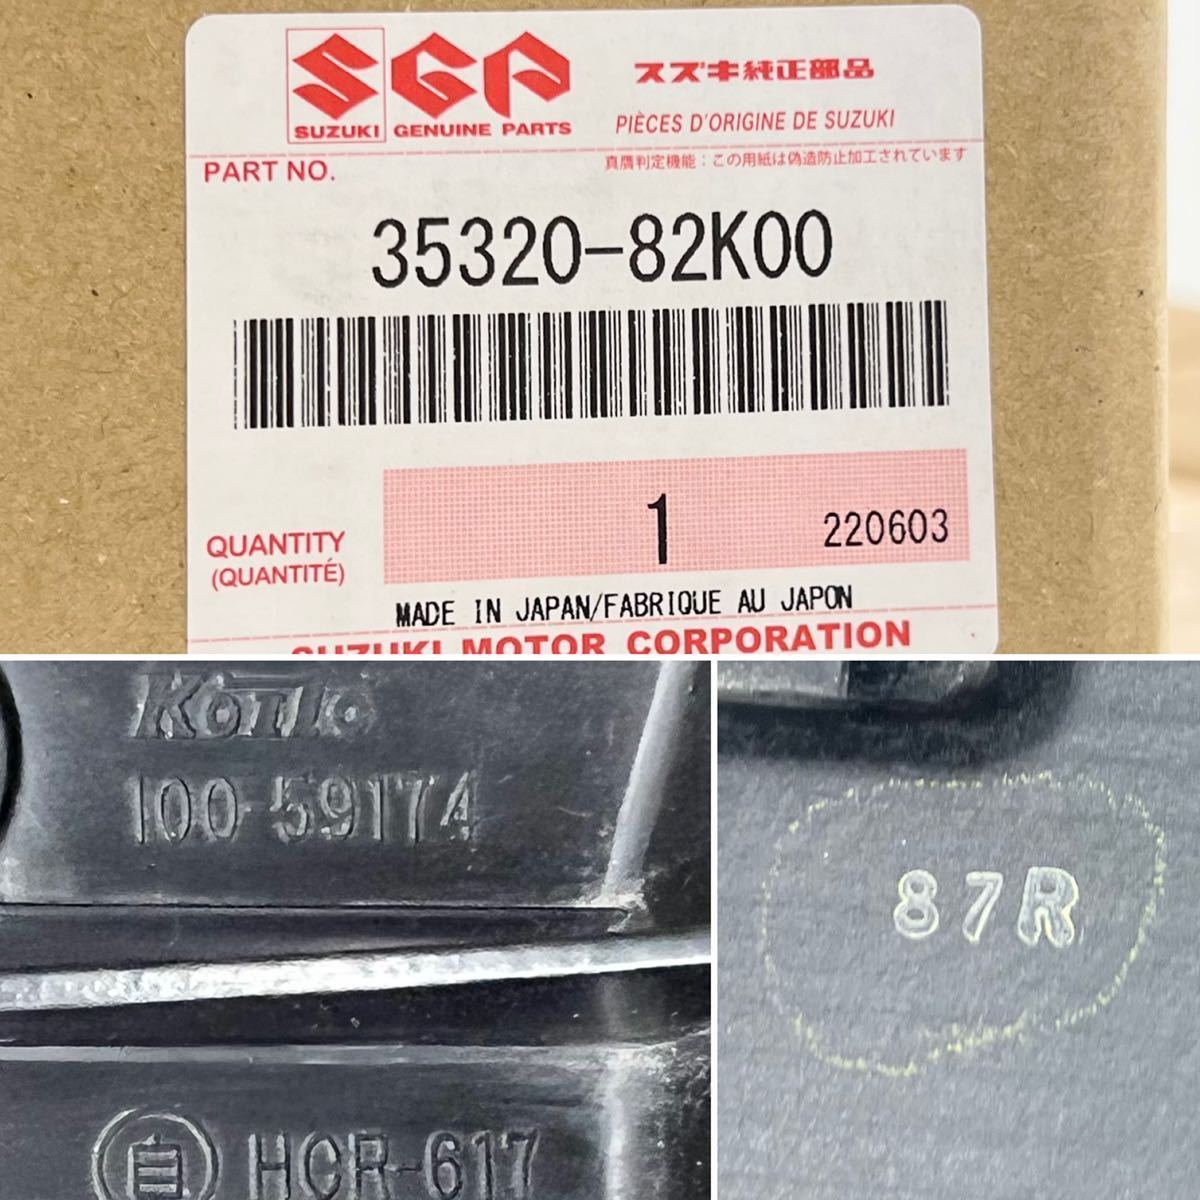 SGP
SUZUKI GENUINE PARTS
スズキ純正部品
PIÈCES D'ORIGINE DE SUZUKI
真贋判定機能：この用紙は偽造防止加工されています
PART NO.
35320-82K00
QUANTITY
(QUANTITÉ)
1
220603
MADE IN JAPAN/FABRIQUE AU JAPON
SUZUKI MOTOR CORPORATION
KOITO
100-59174
自 HCR-617
87R